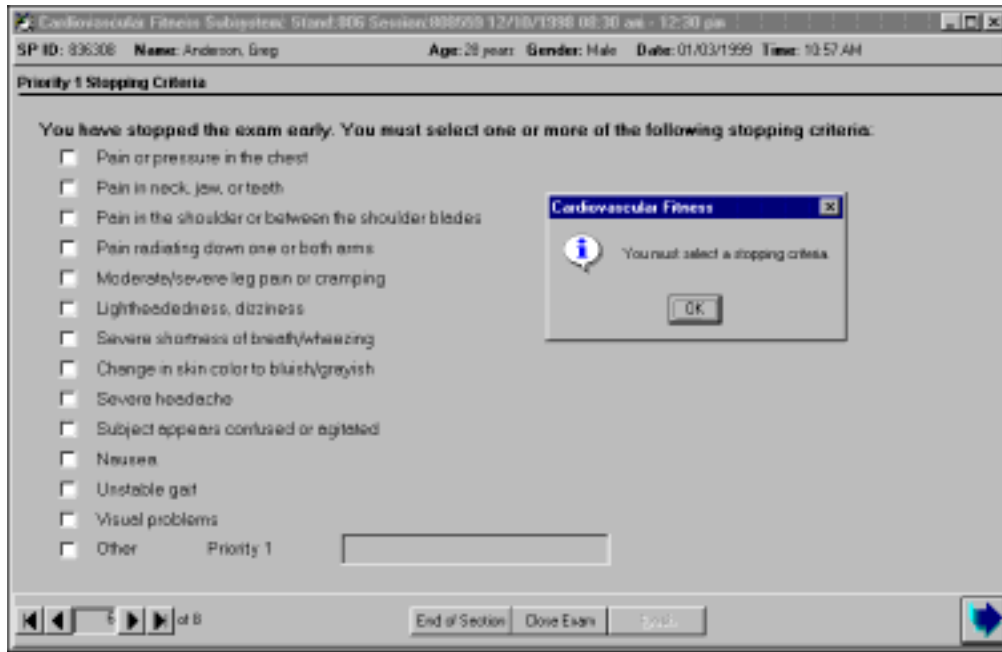 Cardiovascular Fitness Subsystem: Stand:806 Session:808559 12/10/1998 08:30 am - 12:30 pm
SP ID: 836308 Name: Anderson, Greg Age: 28 years Gender: Male Date: 01/03/1999 Time: 10:57 AM
Priority 1 Stopping Criteria
You have stopped the exam early. You must select one or more of the following stopping criteria:
Pain or pressure in the chest
Pain in neck, jaw, or teeth
Pain in the shoulder or between the shoulder blades
Pain radiating down one or both arms
Moderate/severe leg pain or cramping
Lightheadedness, dizziness
Severe shortness of breath/wheezing
Change in skin color to bluish/grayish
Severe headache
Subject appears confused or agitated
Nausea
Unstable gait
Visual problems
Other Priority 1
Cardiovascular Fitness
You must select a stopping criteria.
OK
6 of 8
End of Section Close Exam